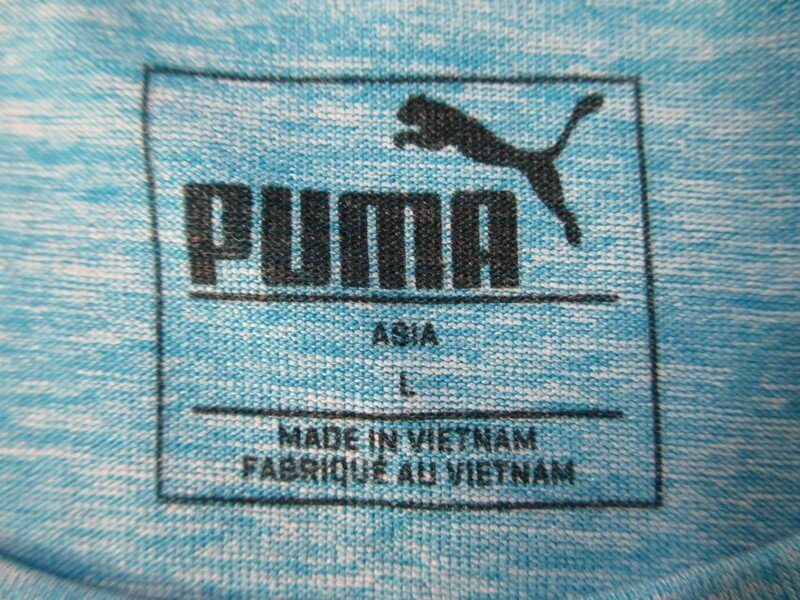 PUMA
ASIA
L
MADE IN VIETNAM
FABRIQUÉ AU VIETNAM